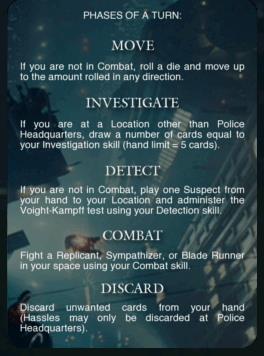 PHASES OF A TURN:
MOVE
If you are not in Combat, roll a die and move up
to the amount rolled in any direction.
INVESTIGATE
If you are at a Location other than Police
Headquarters, draw a number of cards equal to
your Investigation skill (hand limit = 5 cards).
DETECT
If you are not in Combat, play one Suspect from
your hand to your Location and administer the
Voight-Kampff test using your Detection skill.
COMBAT
Fight a Replicant, Sympathizer, or Blade Runner
in your space using your Combat skill.
DISCARD
Discard unwanted cards from your hand
(Hassles may only be discarded at Police
Headquarters).